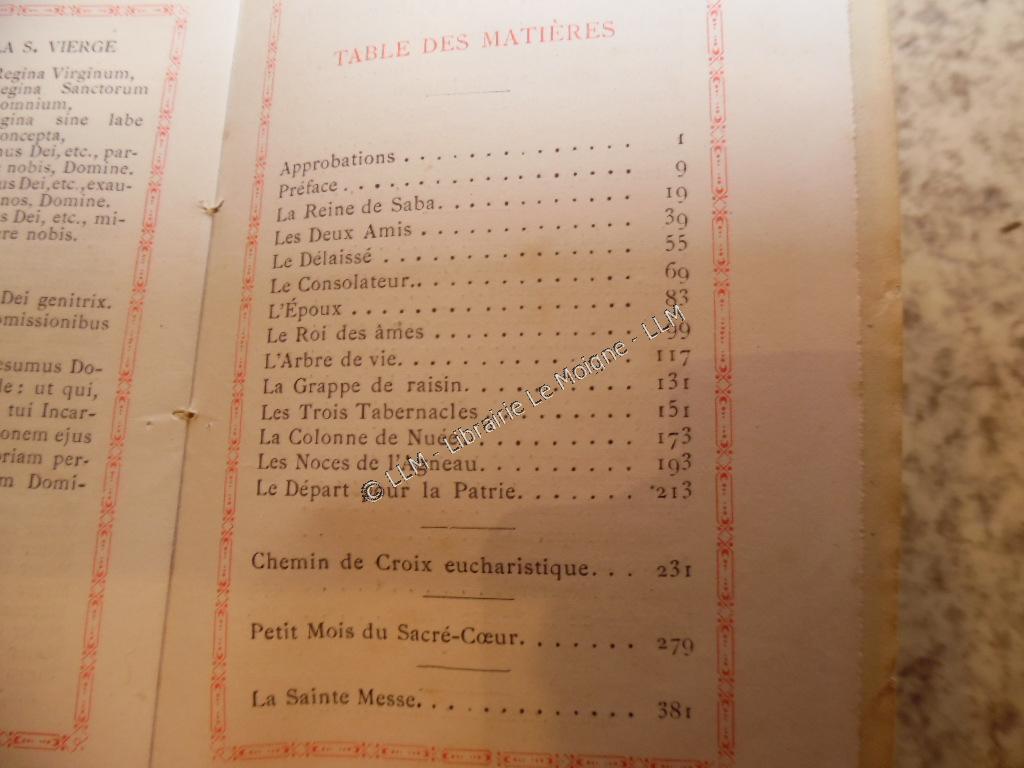 LA S. VIERGE
Regina Virginum,
Regina Sanctorum
omnium,
gina sine labe
concepta,
nus Dei, etc., par-
nobis, Domine.
us Dei, etc., exau-
nos, Domine.
s Dei, etc., mi-
re nobis.
Dei genitrix.
omissionibus
esumus Do-
de: ut qui,
tui Incar-
onem ejus
oriam per-
m Domi-
TABLE DES MATIÈRES
Approbations . . . . . . . . . . . . . 1
Préface . . . . . . . . . . . . . . . . 9
La Reine de Saba. . . . . . . . . . . 19
Les Deux Amis . . . . . . . . . . . . 39
Le Délaissé . . . . . . . . . . . . . 55
Le Consolateur. . . . . . . . . . . . 69
L'Époux . . . . . . . . . . . . . . . 83
Le Roi des âmes . . . . . . . . . . . 99
L'Arbre de vie. . . . . . . . . . . . 117
La Grappe de raisin. . . . . . . . . 131
Les Trois Tabernacles . . . . . . . . 151
La Colonne de Nuée. . . . . . . . . 173
Les Noces de l'Agneau. . . . . . . . 193
Le Départ pour la Patrie. . . . . . . 213
Chemin de Croix eucharistique. . . 231
Petit Mois du Sacré-Cœur. . . . . . . 279
La Sainte Messe. . . . . . . . . . . . 381
© LLM - Librairie Le Moigne - LLM